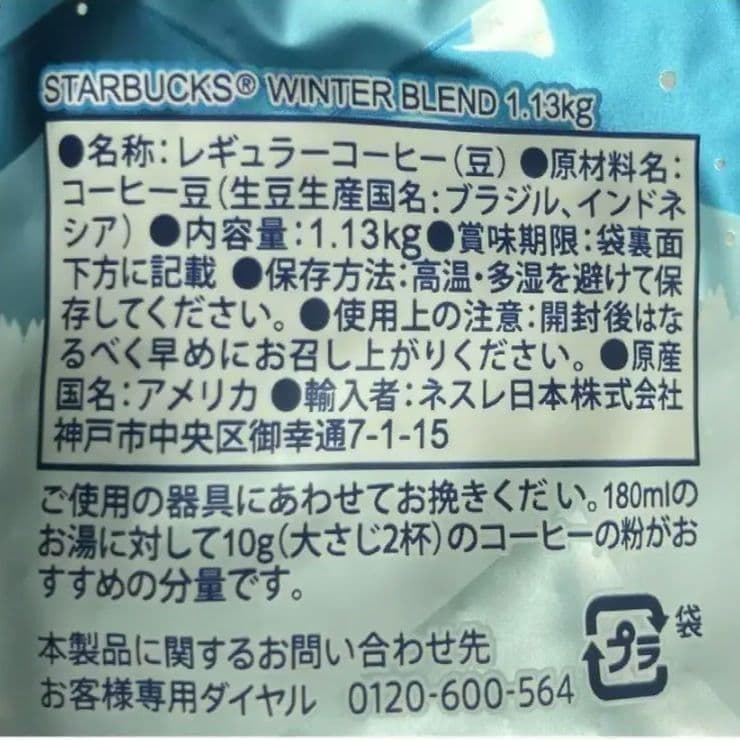 STARBUCKS® WINTER BLEND 1.13kg
●名称:レギュラーコーヒー(豆) ●原材料名:
コーヒー豆(生豆生産国名:ブラジル、インドネ
シア) ●内容量:1.13kg●賞味期限:袋裏面
下方に記載 ●保存方法:高温・多湿を避けて保
存してください。●使用上の注意:開封後はな
るべく早めにお召し上がりください。●原産
国名:アメリカ ●輸入者:ネスレ日本株式会社
神戸市中央区御幸通7-1-15
ご使用の器具にあわせてお挽きくだい。180mlの
お湯に対して10g(大さじ2杯)のコーヒーの粉がお
すすめの分量です。
本製品に関するお問い合わせ先
お客様専用ダイヤル 0120-600-564
プラ
袋